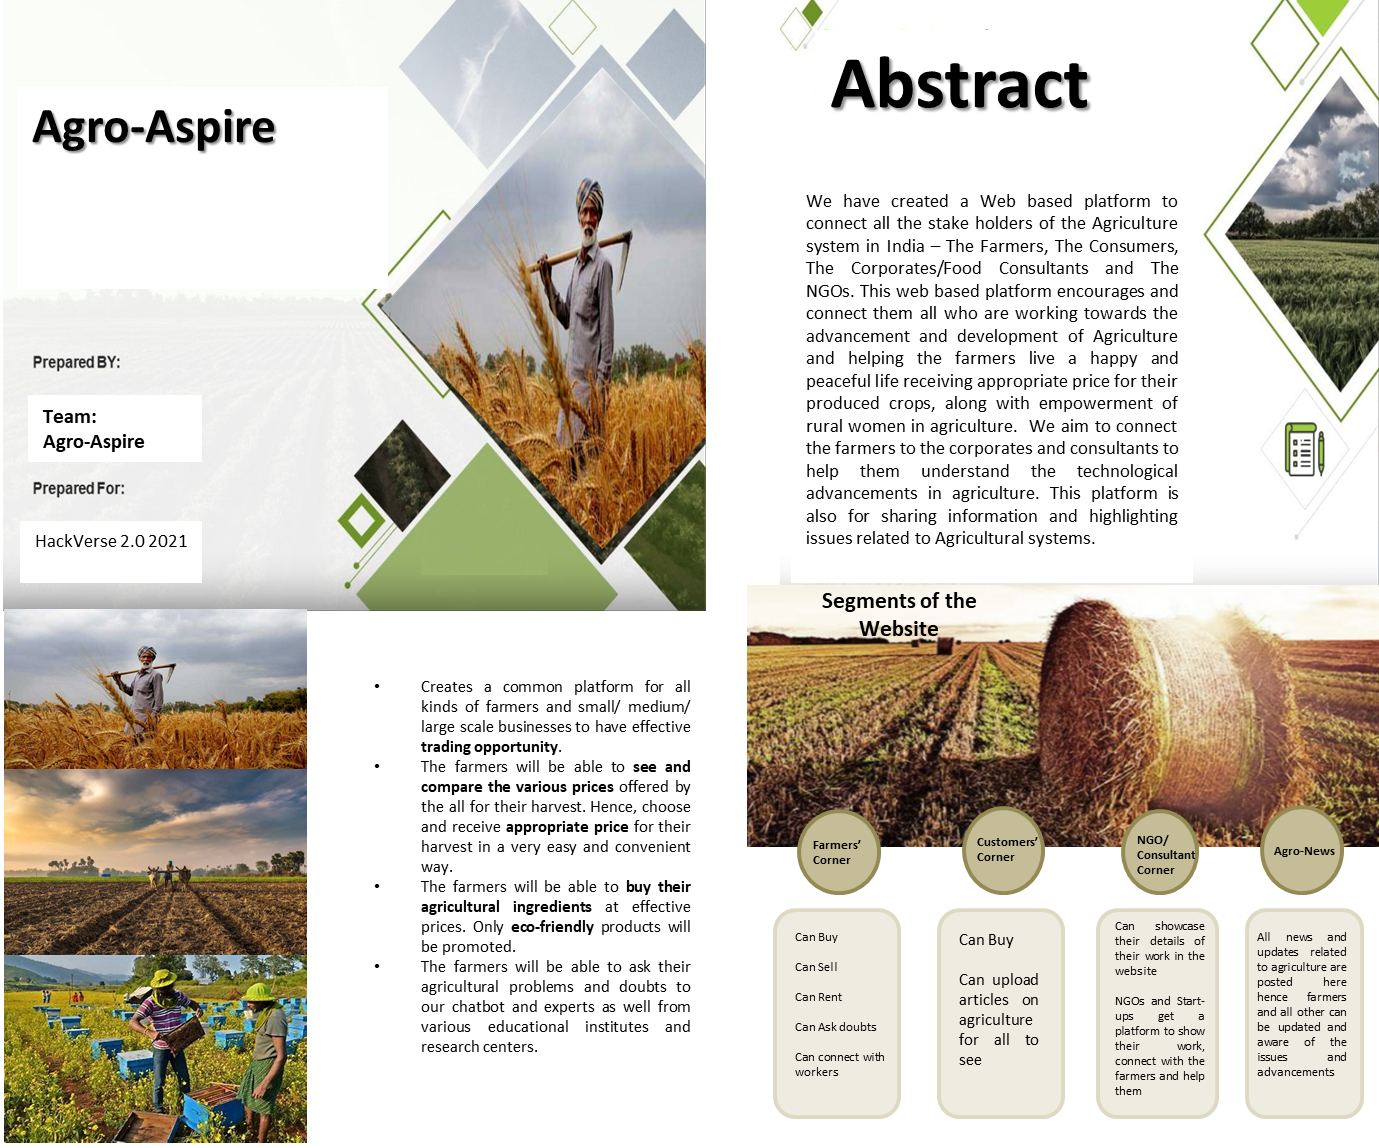 Agro-Aspire
Prepared BY:
Team:
Agro-Aspire
Prepared For:
HackVerse 2.0 2021
Abstract
We have created a Web based platform to
connect all the stake holders of the Agriculture
system in India – The Farmers, The Consumers,
The Corporates/Food Consultants and The
NGOs. This web based platform encourages and
connect them all who are working towards the
advancement and development of Agriculture
and helping the farmers live a happy and
peaceful life receiving appropriate price for their
produced crops, along with empowerment of
rural women in agriculture. We aim to connect
the farmers to the corporates and consultants to
help them understand the technological
advancements in agriculture. This platform is
also for sharing information and highlighting
issues related to Agricultural systems.
• Creates a common platform for all
kinds of farmers and small/ medium/
large scale businesses to have effective
trading opportunity.
• The farmers will be able to see and
compare the various prices offered by
the all for their harvest. Hence, choose
and receive appropriate price for their
harvest in a very easy and convenient
way.
• The farmers will be able to buy their
agricultural ingredients at effective
prices. Only eco-friendly products will
be promoted.
• The farmers will be able to ask their
agricultural problems and doubts to
our chatbot and experts as well from
various educational institutes and
research centers.
Segments of the
Website
Farmers'
Corner
Can Buy
Can Sell
Can Rent
Can Ask doubts
Can connect with
workers
Customers'
Corner
Can Buy
Can upload
articles on
agriculture
for all to
see
NGO/
Consultant
Corner
Can showcase
their details of
their work in the
website
NGOs and Start-
ups get a
platform to show
their work,
connect with the
farmers and help
them
Agro-News
All news and
updates related
to agriculture are
posted here
hence farmers
and all other can
be updated and
aware of the
issues and
advancements